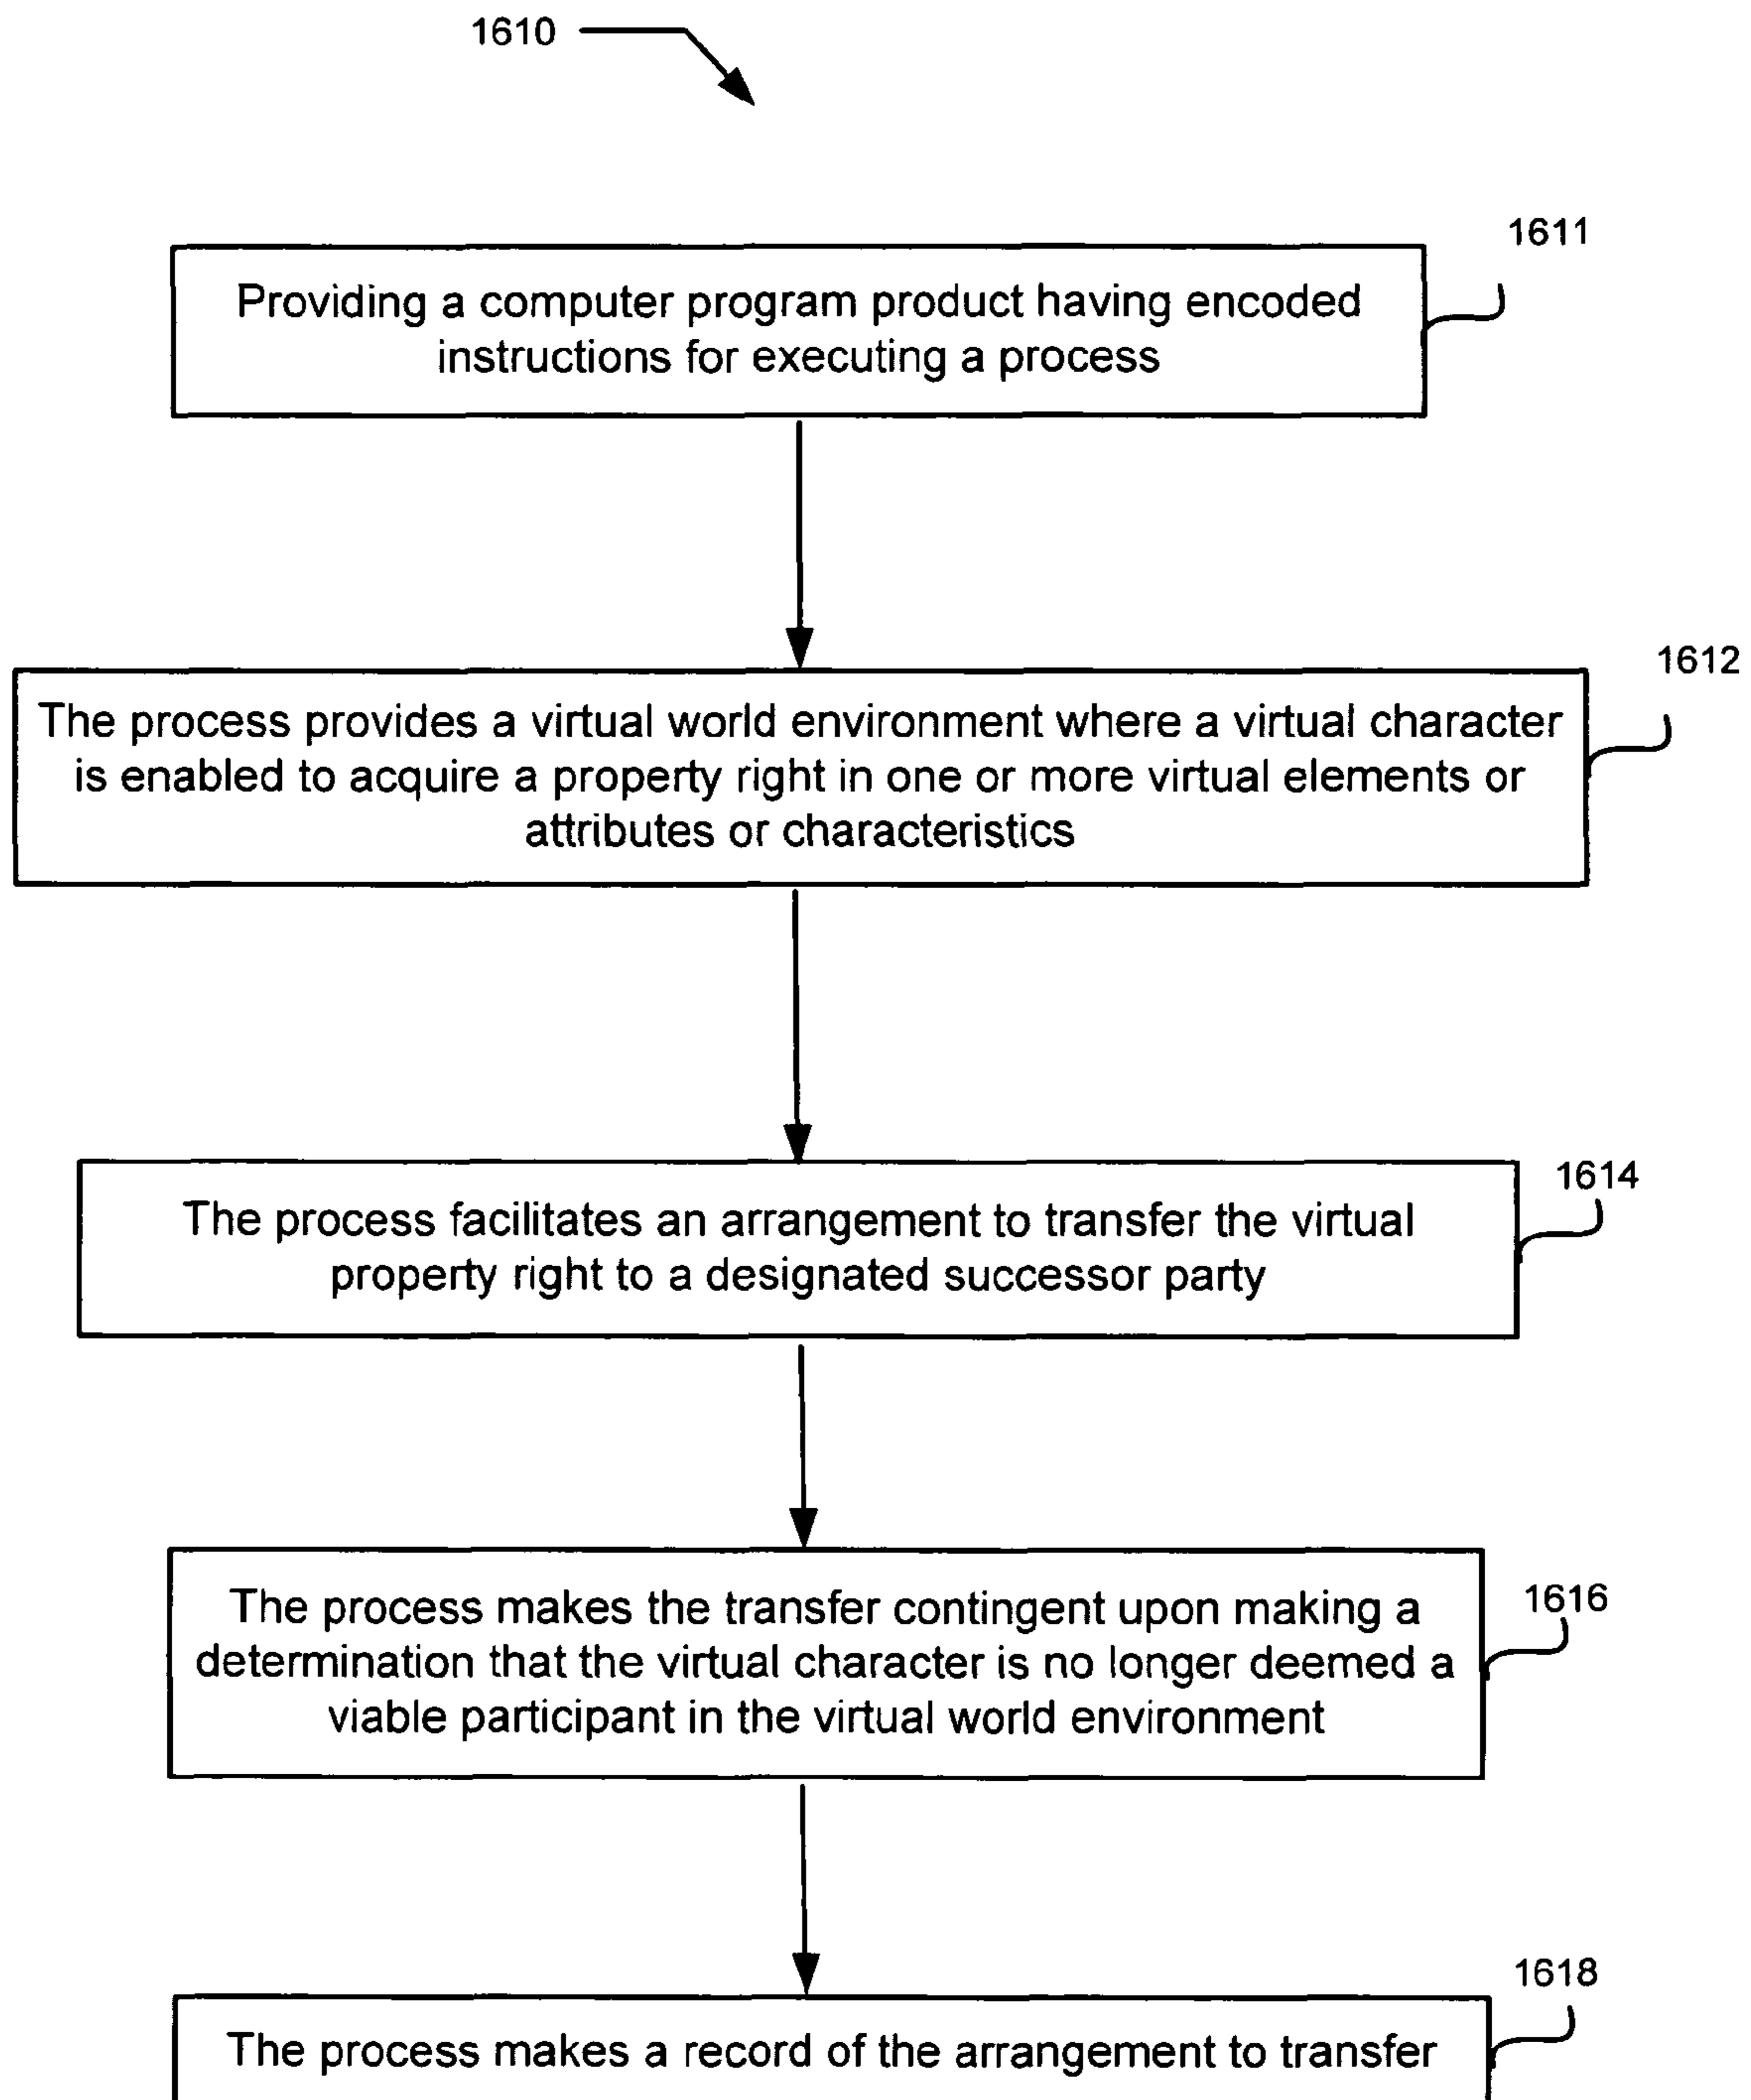 1610
1611
Providing a computer program product having encoded
instructions for executing a process
1612
The process provides a virtual world environment where a virtual character
is enabled to acquire a property right in one or more virtual elements or
attributes or characteristics
1614
The process facilitates an arrangement to transfer the virtual
property right to a designated successor party
1616
The process makes the transfer contingent upon making a
determination that the virtual character is no longer deemed a
viable participant in the virtual world environment
1618
The process makes a record of the arrangement to transfer